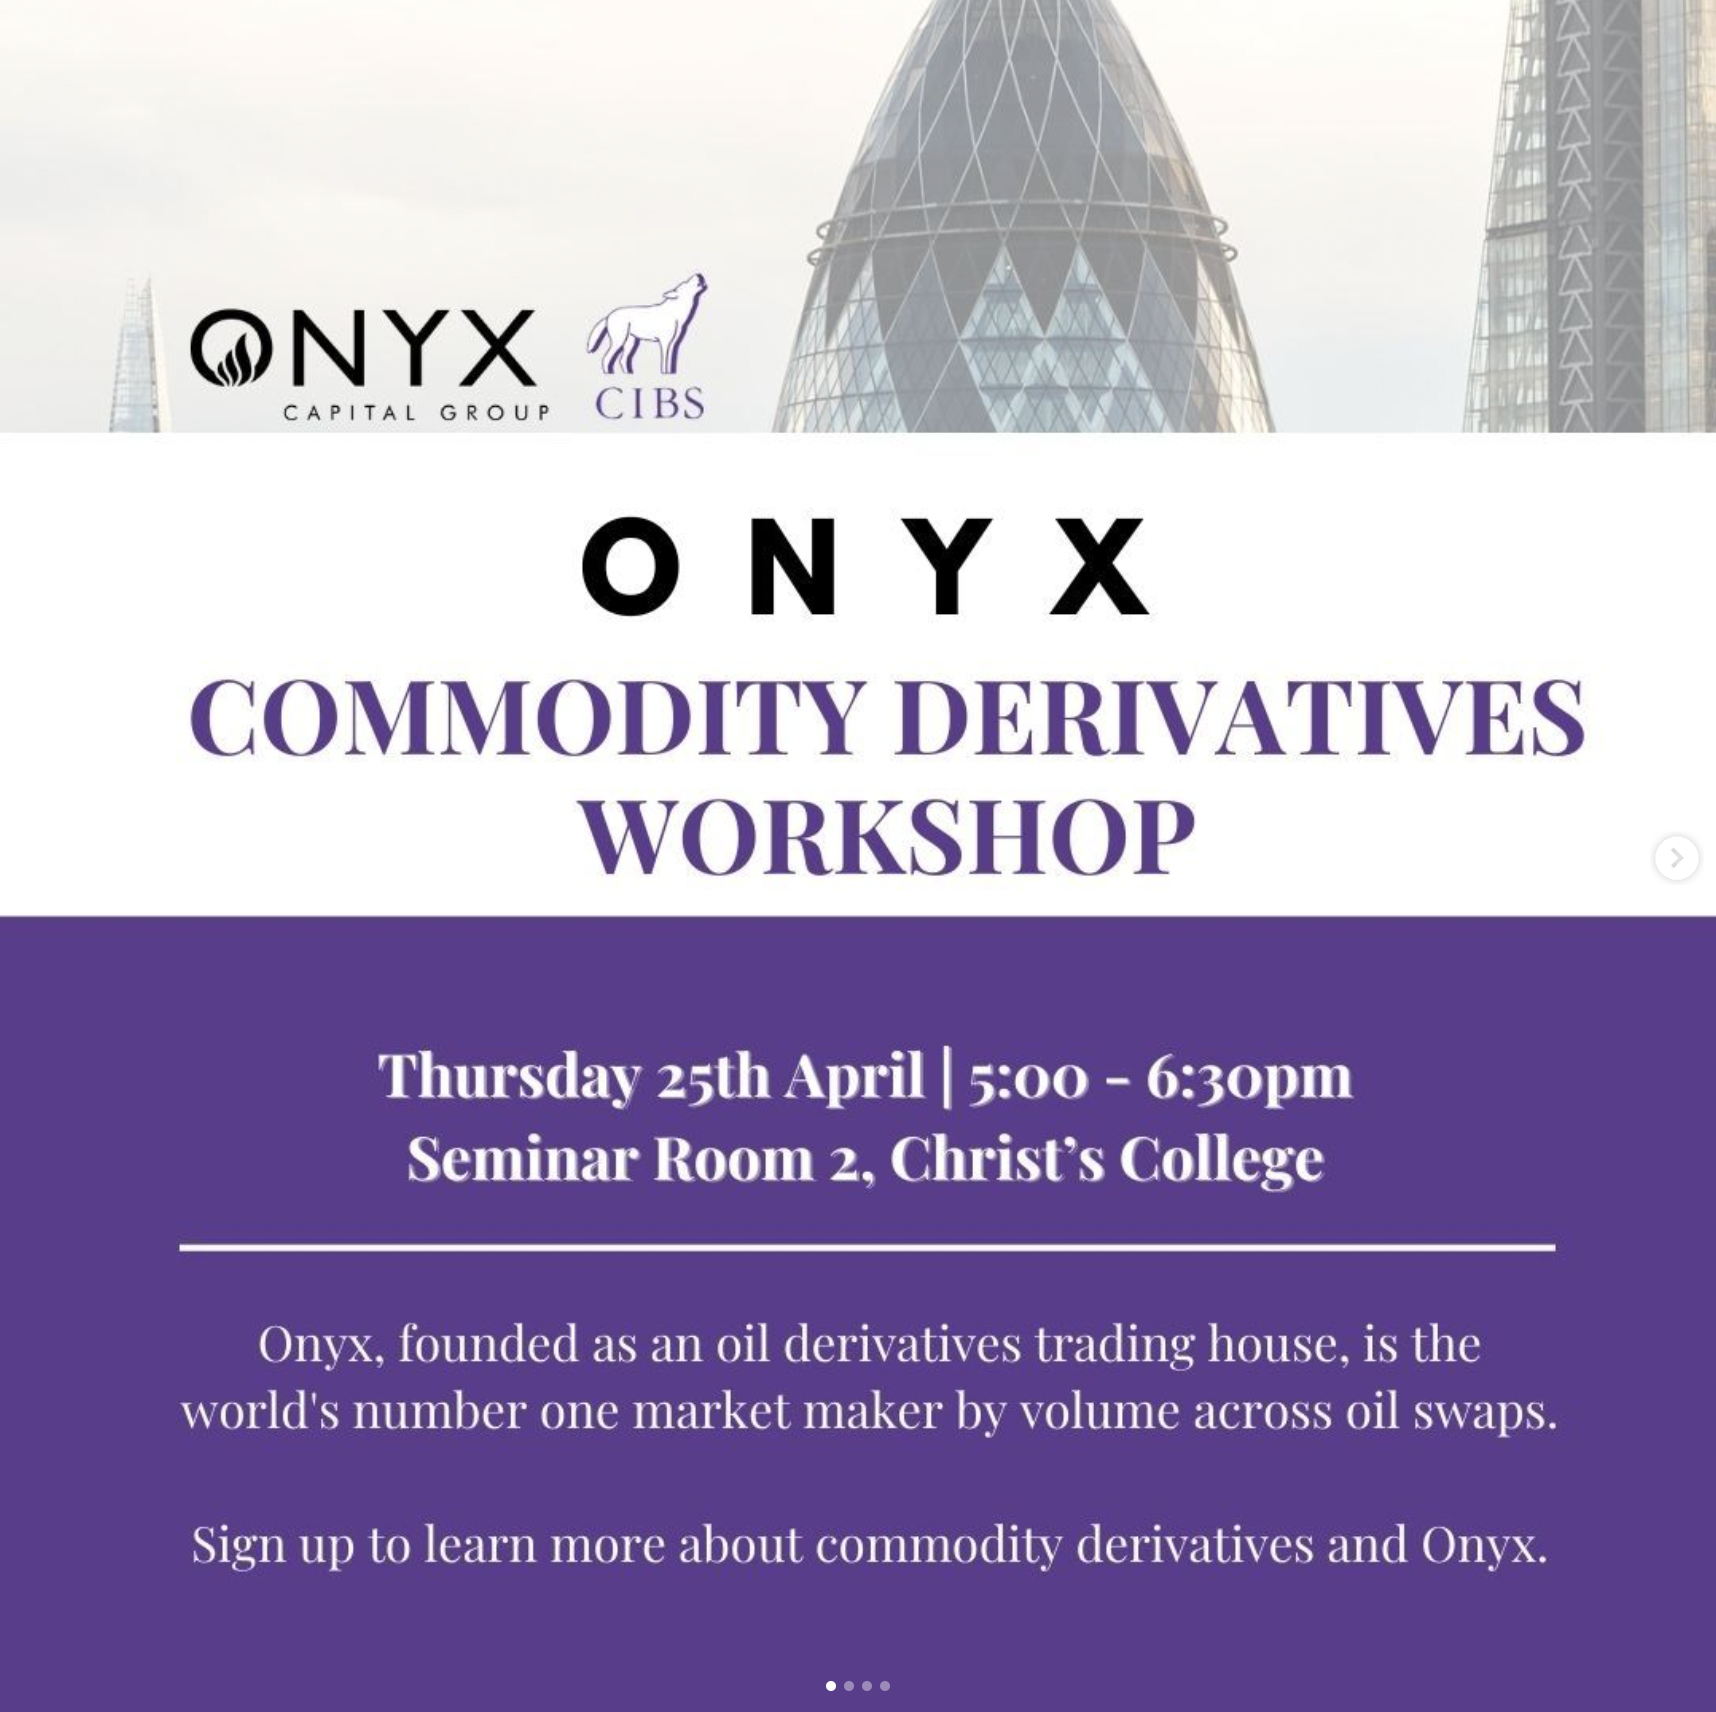 ONYX
CAPITAL GROUP
CIBS
ONYX
COMMODITY DERIVATIVES
WORKSHOP
Thursday 25th April | 5:00 - 6:30pm
Seminar Room 2, Christ’s College
Onyx, founded as an oil derivatives trading house, is the
world's number one market maker by volume across oil swaps.
Sign up to learn more about commodity derivatives and Onyx.